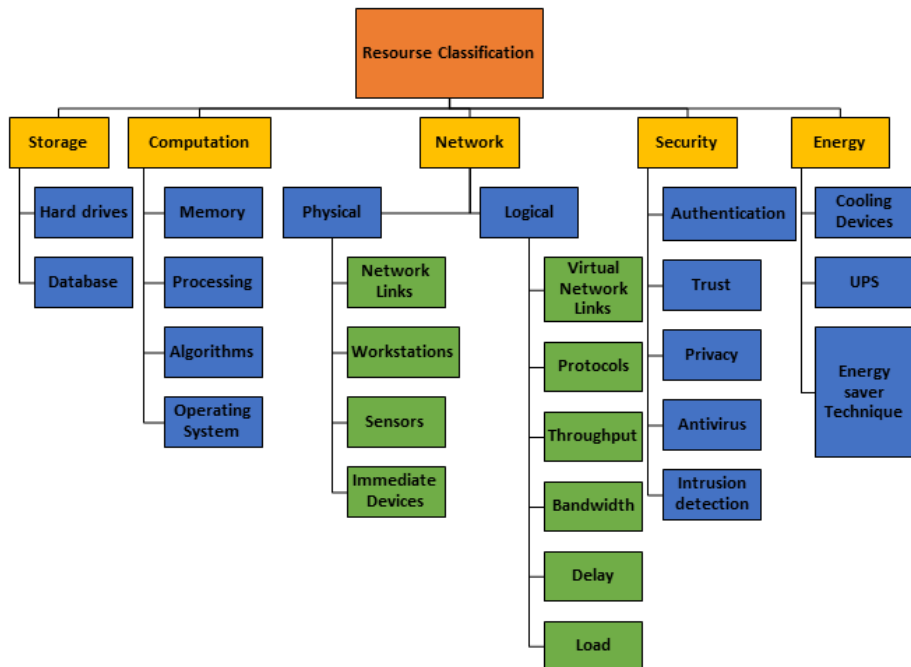 Resourse Classification
Storage
Computation
Network
Security
Energy
Hard drives
Database
Memory
Processing
Algorithms
Operating
System
Physical
Network
Links
Workstations
Sensors
Immediate
Devices
Logical
Virtual
Network
Links
Protocols
Throughput
Bandwidth
Delay
Load
Authentication
Trust
Privacy
Antivirus
Intrusion
detection
Cooling
Devices
UPS
Energy
saver
Technique